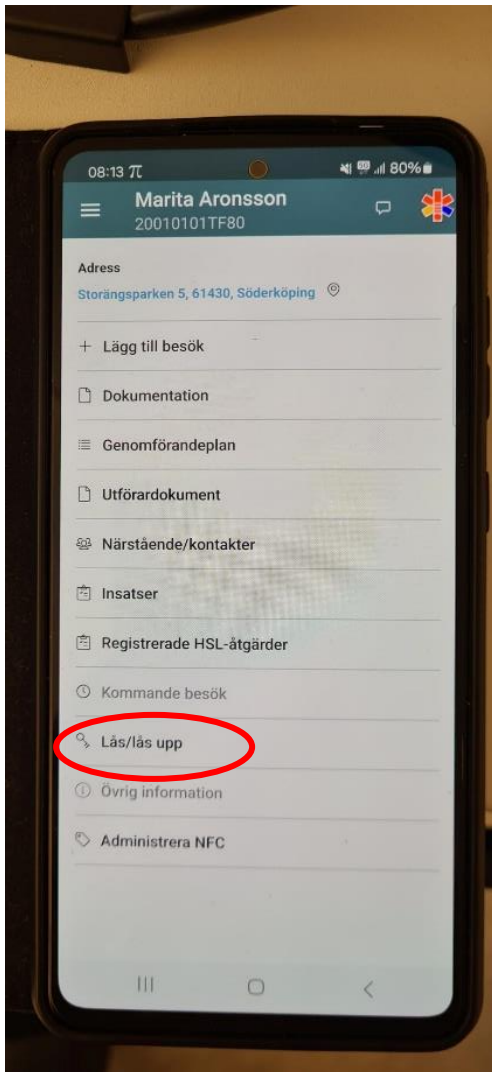 08:13 π 80%
Marita Aronsson
20010101TF80
Adress
Storängsparken 5, 61430, Söderköping
+ Lägg till besök
Dokumentation
Genomförandeplan
Utförardokument
Närstående/kontakter
Insatser
Registrerade HSL-åtgärder
Kommande besök
Lås/lås upp
Övrig information
Administrera NFC